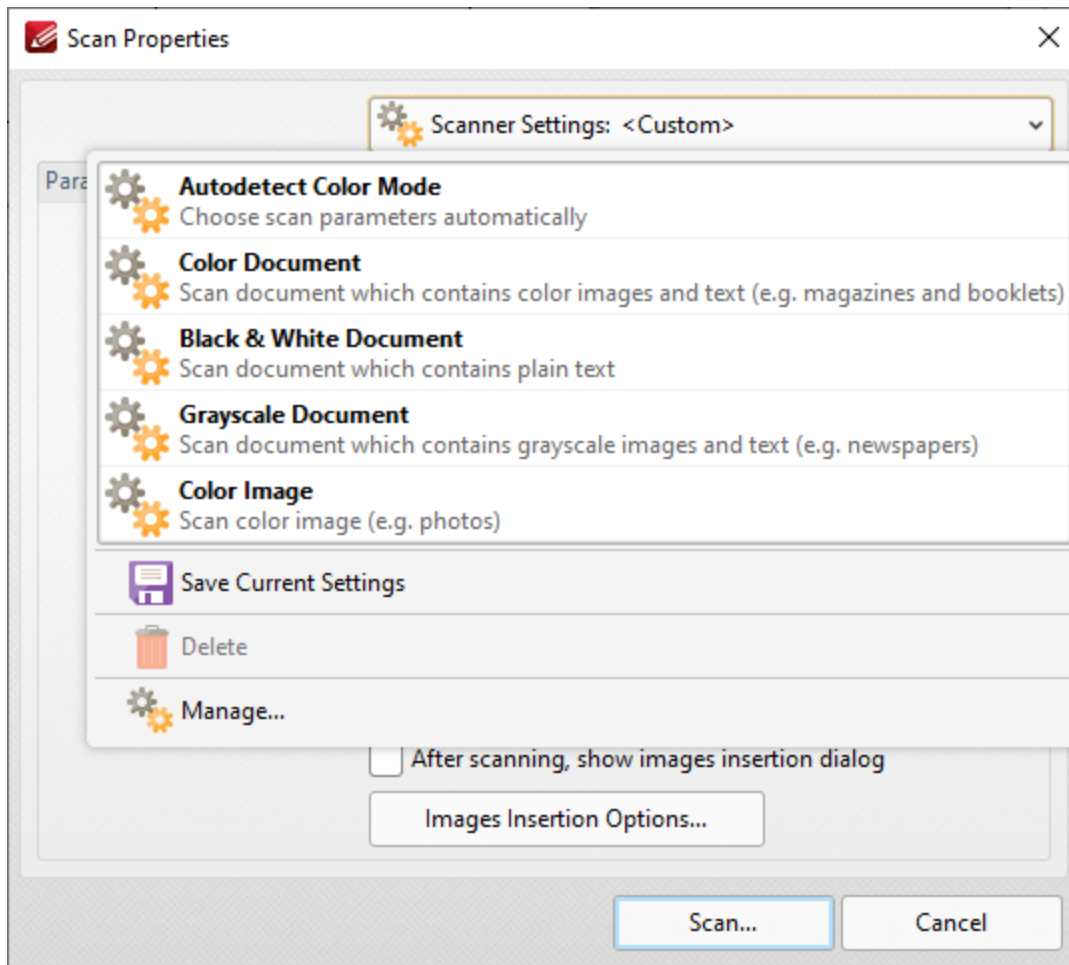 Scan Properties
Scanner Settings: <Custom>
Para
Autodetect Color Mode
Choose scan parameters automatically
Color Document
Scan document which contains color images and text (e.g. magazines and booklets)
Black & White Document
Scan document which contains plain text
Grayscale Document
Scan document which contains grayscale images and text (e.g. newspapers)
Color Image
Scan color image (e.g. photos)
Save Current Settings
Delete
Manage...
After scanning, show images insertion dialog
Images Insertion Options...
Scan... Cancel